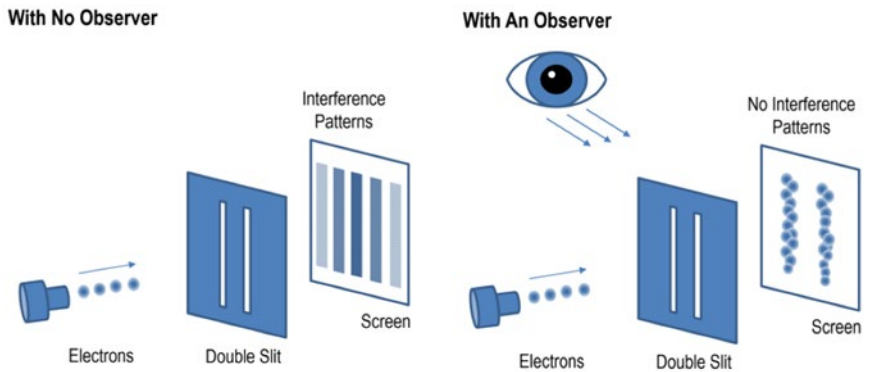 With No Observer
Interference
Patterns
Screen
Electrons
Double Slit
With An Observer
No Interference
Patterns
Screen
Electrons
Double Slit